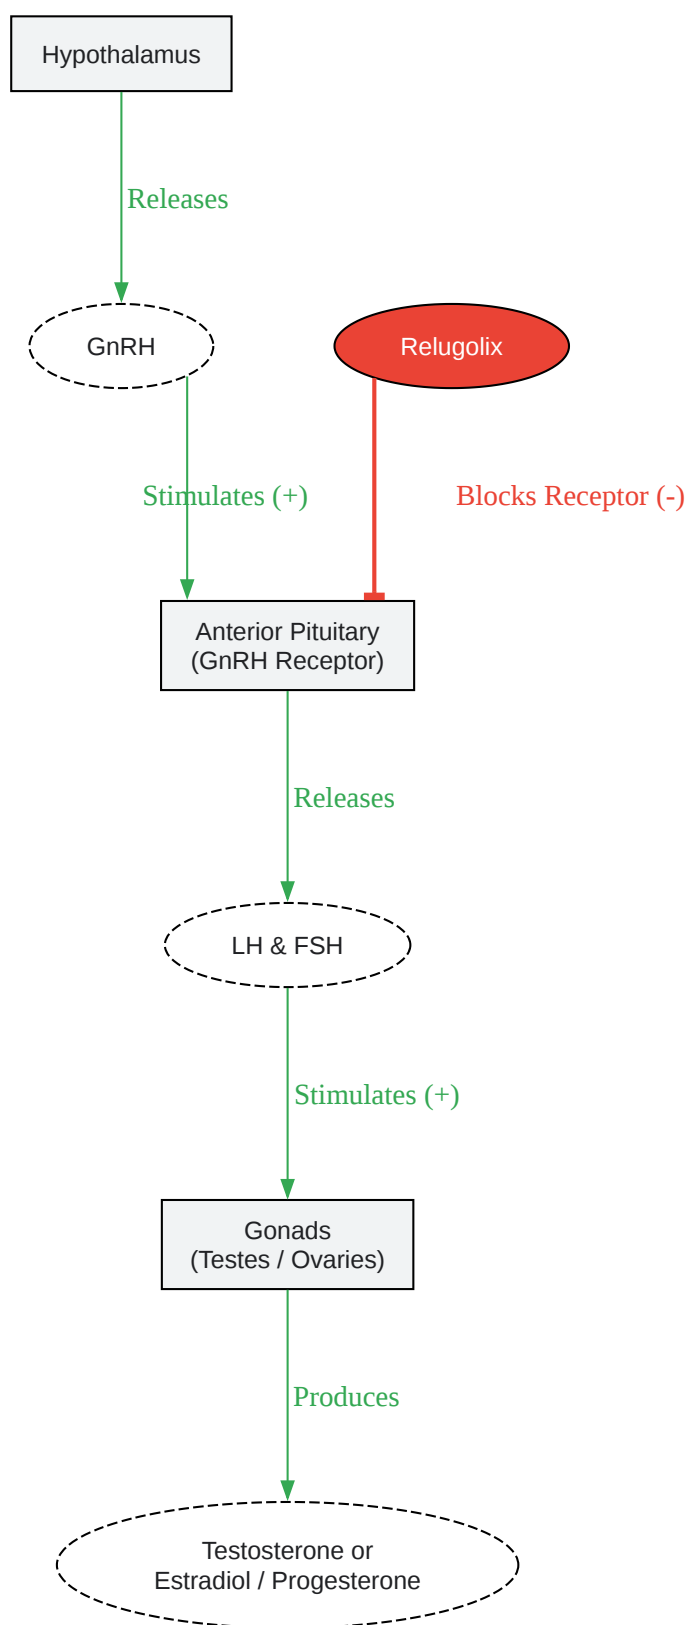 Hypothalamus
Releases
GnRH
Relugolix
Stimulates (+)
Blocks Receptor (-)
Anterior Pituitary
(GnRH Receptor)
Releases
LH & FSH
Stimulates (+)
Gonads
(Testes / Ovaries)
Produces
Testosterone or
Estradiol / Progesterone